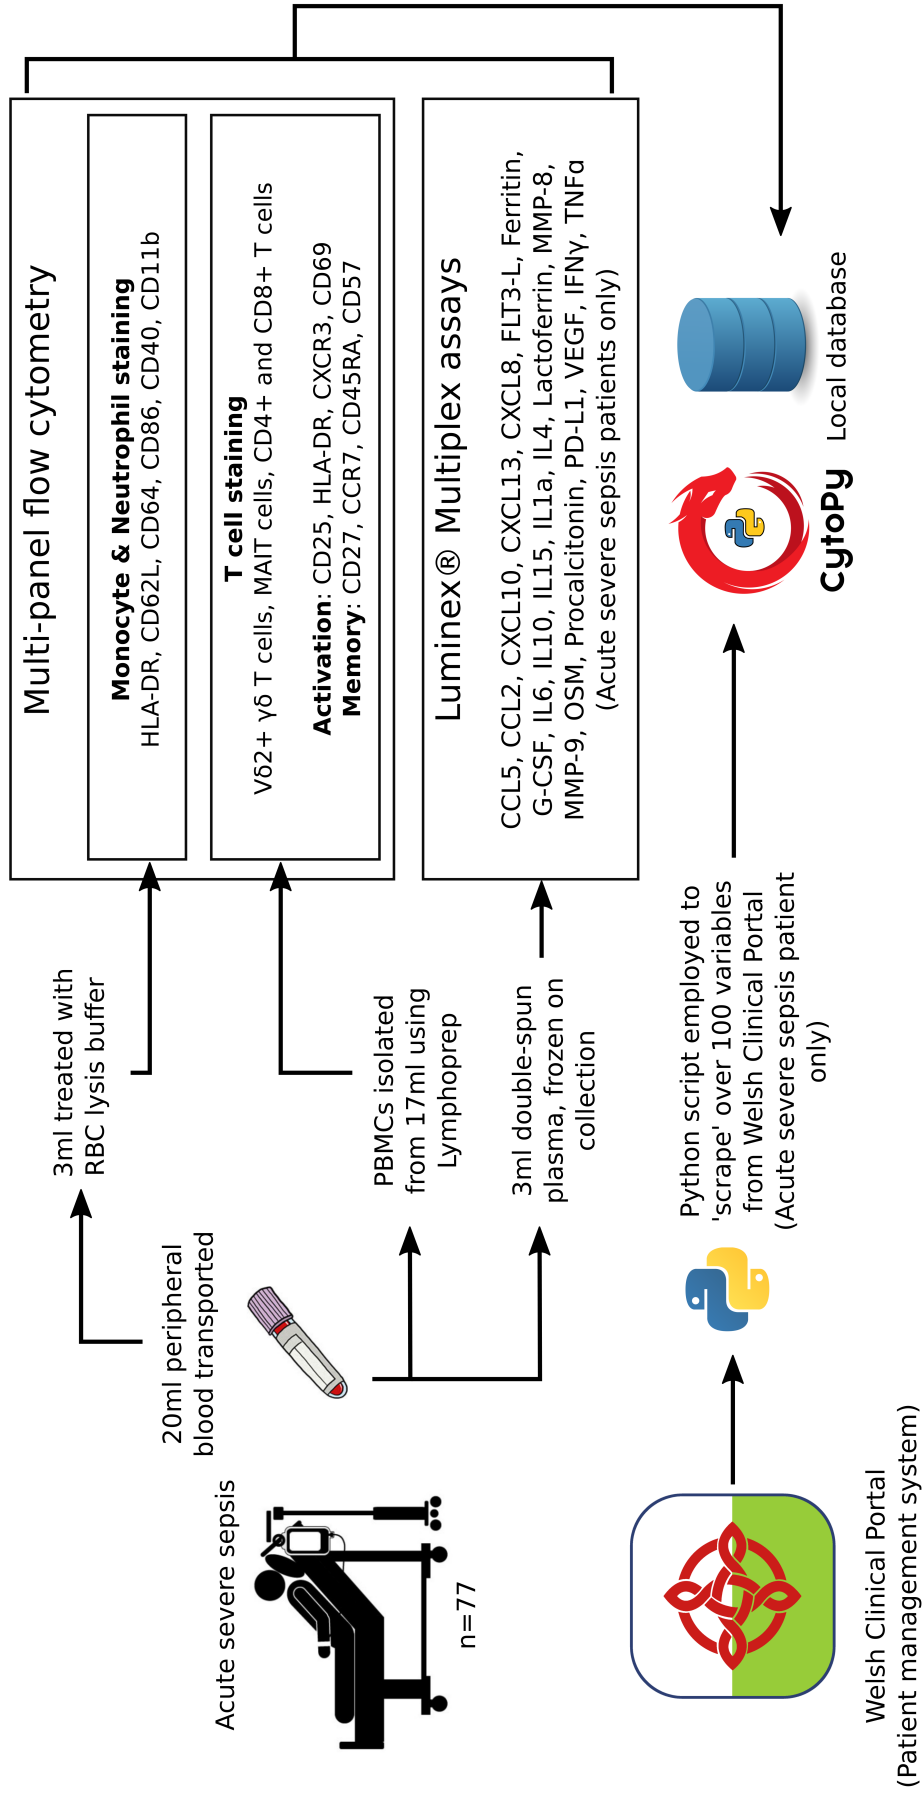 Acute severe sepsis
n=77
20ml peripheral
blood transported
3ml treated with
RBC lysis buffer
PBMCs isolated
from 17ml using
Lymphoprep
3ml double-spun
plasma, frozen on
collection
Multi-panel flow cytometry
Monocyte & Neutrophil staining
HLA-DR, CD62L, CD64, CD86, CD40, CD11b
T cell staining
Vδ2+ γδ T cells, MAIT cells, CD4+ and CD8+ T cells
Activation: CD25, HLA-DR, CXCR3, CD69
Memory: CD27, CCR7, CD45RA, CD57
Luminex® Multiplex assays
CCL5, CCL2, CXCL10, CXCL13, CXCL8, FLT3-L, Ferritin,
G-CSF, IL6, IL10, IL15, IL1a, IL4, Lactoferrin, MMP-8,
MMP-9, OSM, Procalcitonin, PD-L1, VEGF, IFNγ, TNFα
(Acute severe sepsis patients only)
Welsh Clinical Portal
(Patient management system)
Python script employed to
'scrape' over 100 variables
from Welsh Clinical Portal
(Acute severe sepsis patient
only)
CytoPy
Local database